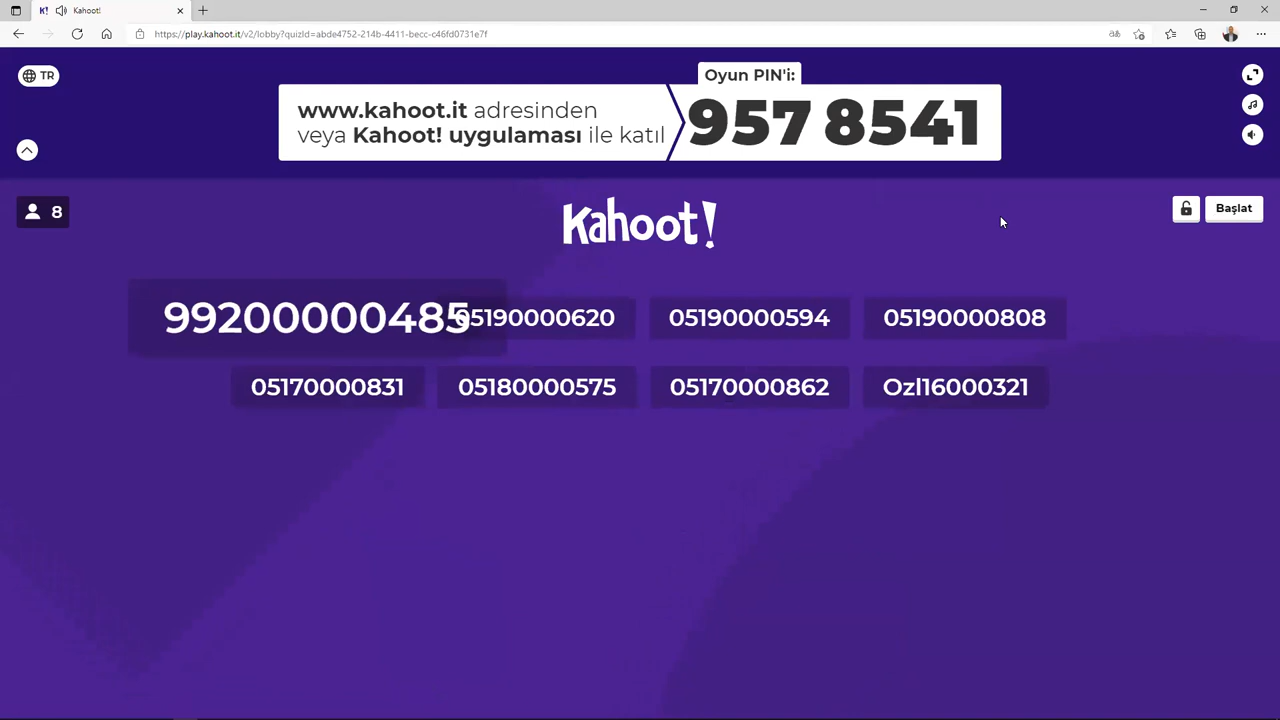 Kahoot!
https://play.kahoot.it/v2/lobby?quizId=abde4752-214b-4411-becc-c46fd0731e7f
TR
Oyun PIN'i:
www.kahoot.it adresinden
veya Kahoot! uygulaması ile katıl
957 8541
8
Kahoot!
Başlat
99200000485
05190000620
05190000594
05190000808
05170000831
05180000575
05170000862
Ozl16000321